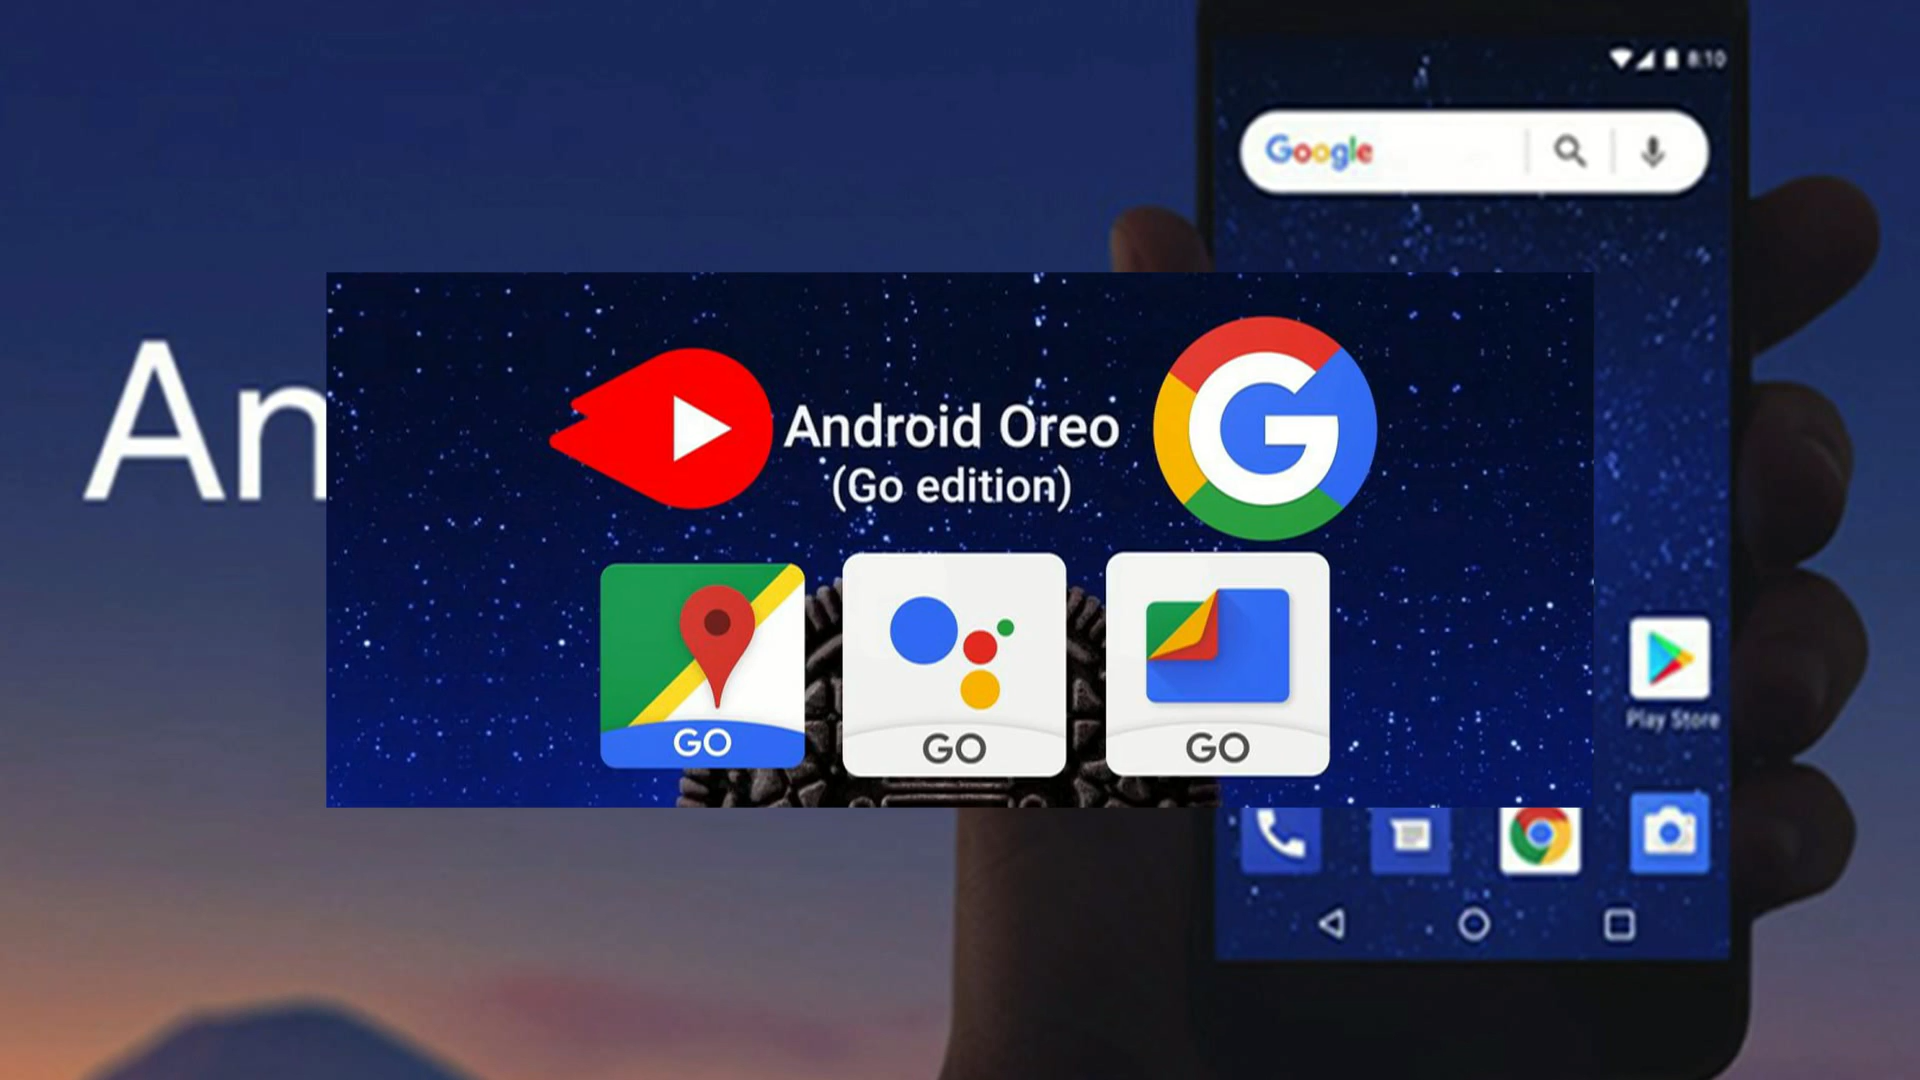 8:10
Google
An
Android Oreo
(Go edition)
G
GO
GO
GO
Play Store